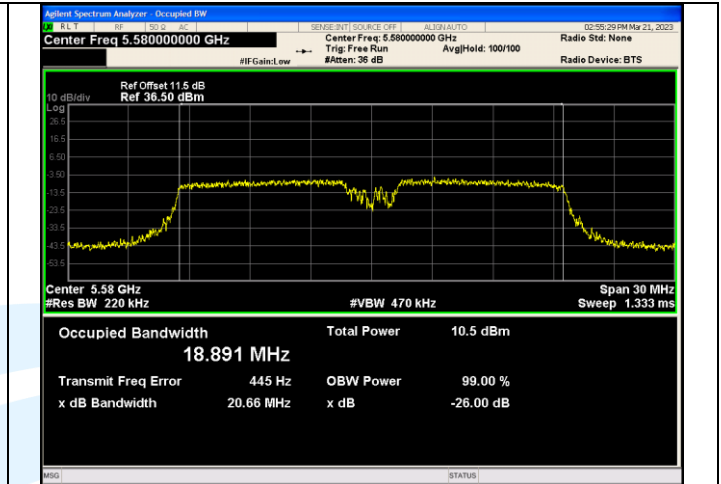 Agilent Spectrum Analyzer - Occupied BW
RLT RF 50 Ω AC SENSE:INT SOURCE OFF ALIGN AUTO 02:55:29 PM Mar 21, 2023
Center Freq 5.580000000 GHz Center Freq: 5.580000000 GHz Radio Std: None
Trig: Free Run Avg|Hold: 100/100
#IFGain:Low #Atten: 36 dB Radio Device: BTS
Ref Offset 11.5 dB
10 dB/div Ref 36.50 dBm
Log
26.5
16.5
6.50
-3.50
-13.5
-23.5
-33.5
-43.5
-53.5
Center 5.58 GHz Span 30 MHz
#Res BW 220 kHz #VBW 470 kHz Sweep 1.333 ms
Occupied Bandwidth Total Power 10.5 dBm
18.891 MHz
Transmit Freq Error 445 Hz OBW Power 99.00 %
x dB Bandwidth 20.66 MHz x dB -26.00 dB
MSG STATUS